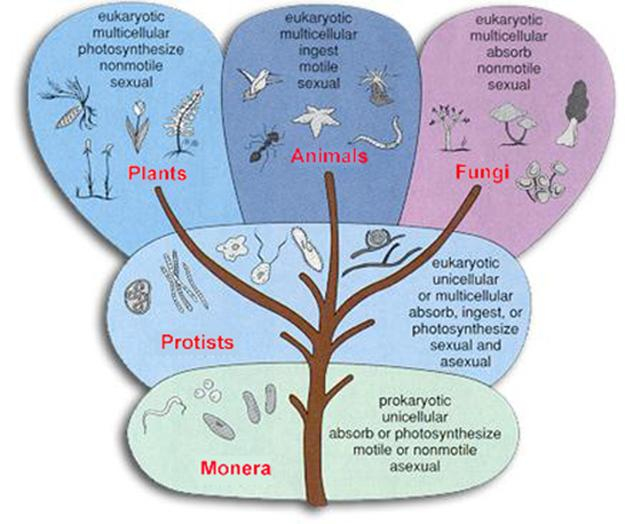 eukaryotic
multicellular
photosynthesize
nonmotile
sexual
Plants
eukaryotic
multicellular
ingest
motile
sexual
Animals
eukaryotic
multicellular
absorb
nonmotile
sexual
Fungi
Protists
eukaryotic
unicellular
or multicellular
absorb, ingest, or
photosynthesize
sexual and
asexual
Monera
prokaryotic
unicellular
absorb or photosynthesize
motile or nonmotile
asexual